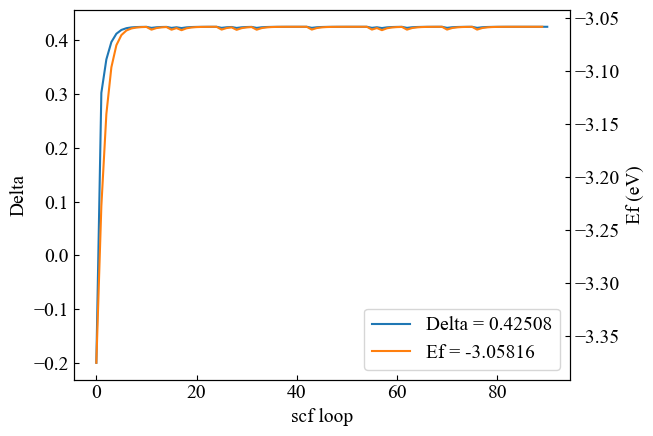 0.4
0.3
0.2
0.1
0.0
−0.1
−0.2
Delta
−3.05
−3.10
−3.15
−3.20
−3.25
−3.30
−3.35
Ef (eV)
Delta = 0.42508
Ef = -3.05816
0 20 40 60 80
scf loop